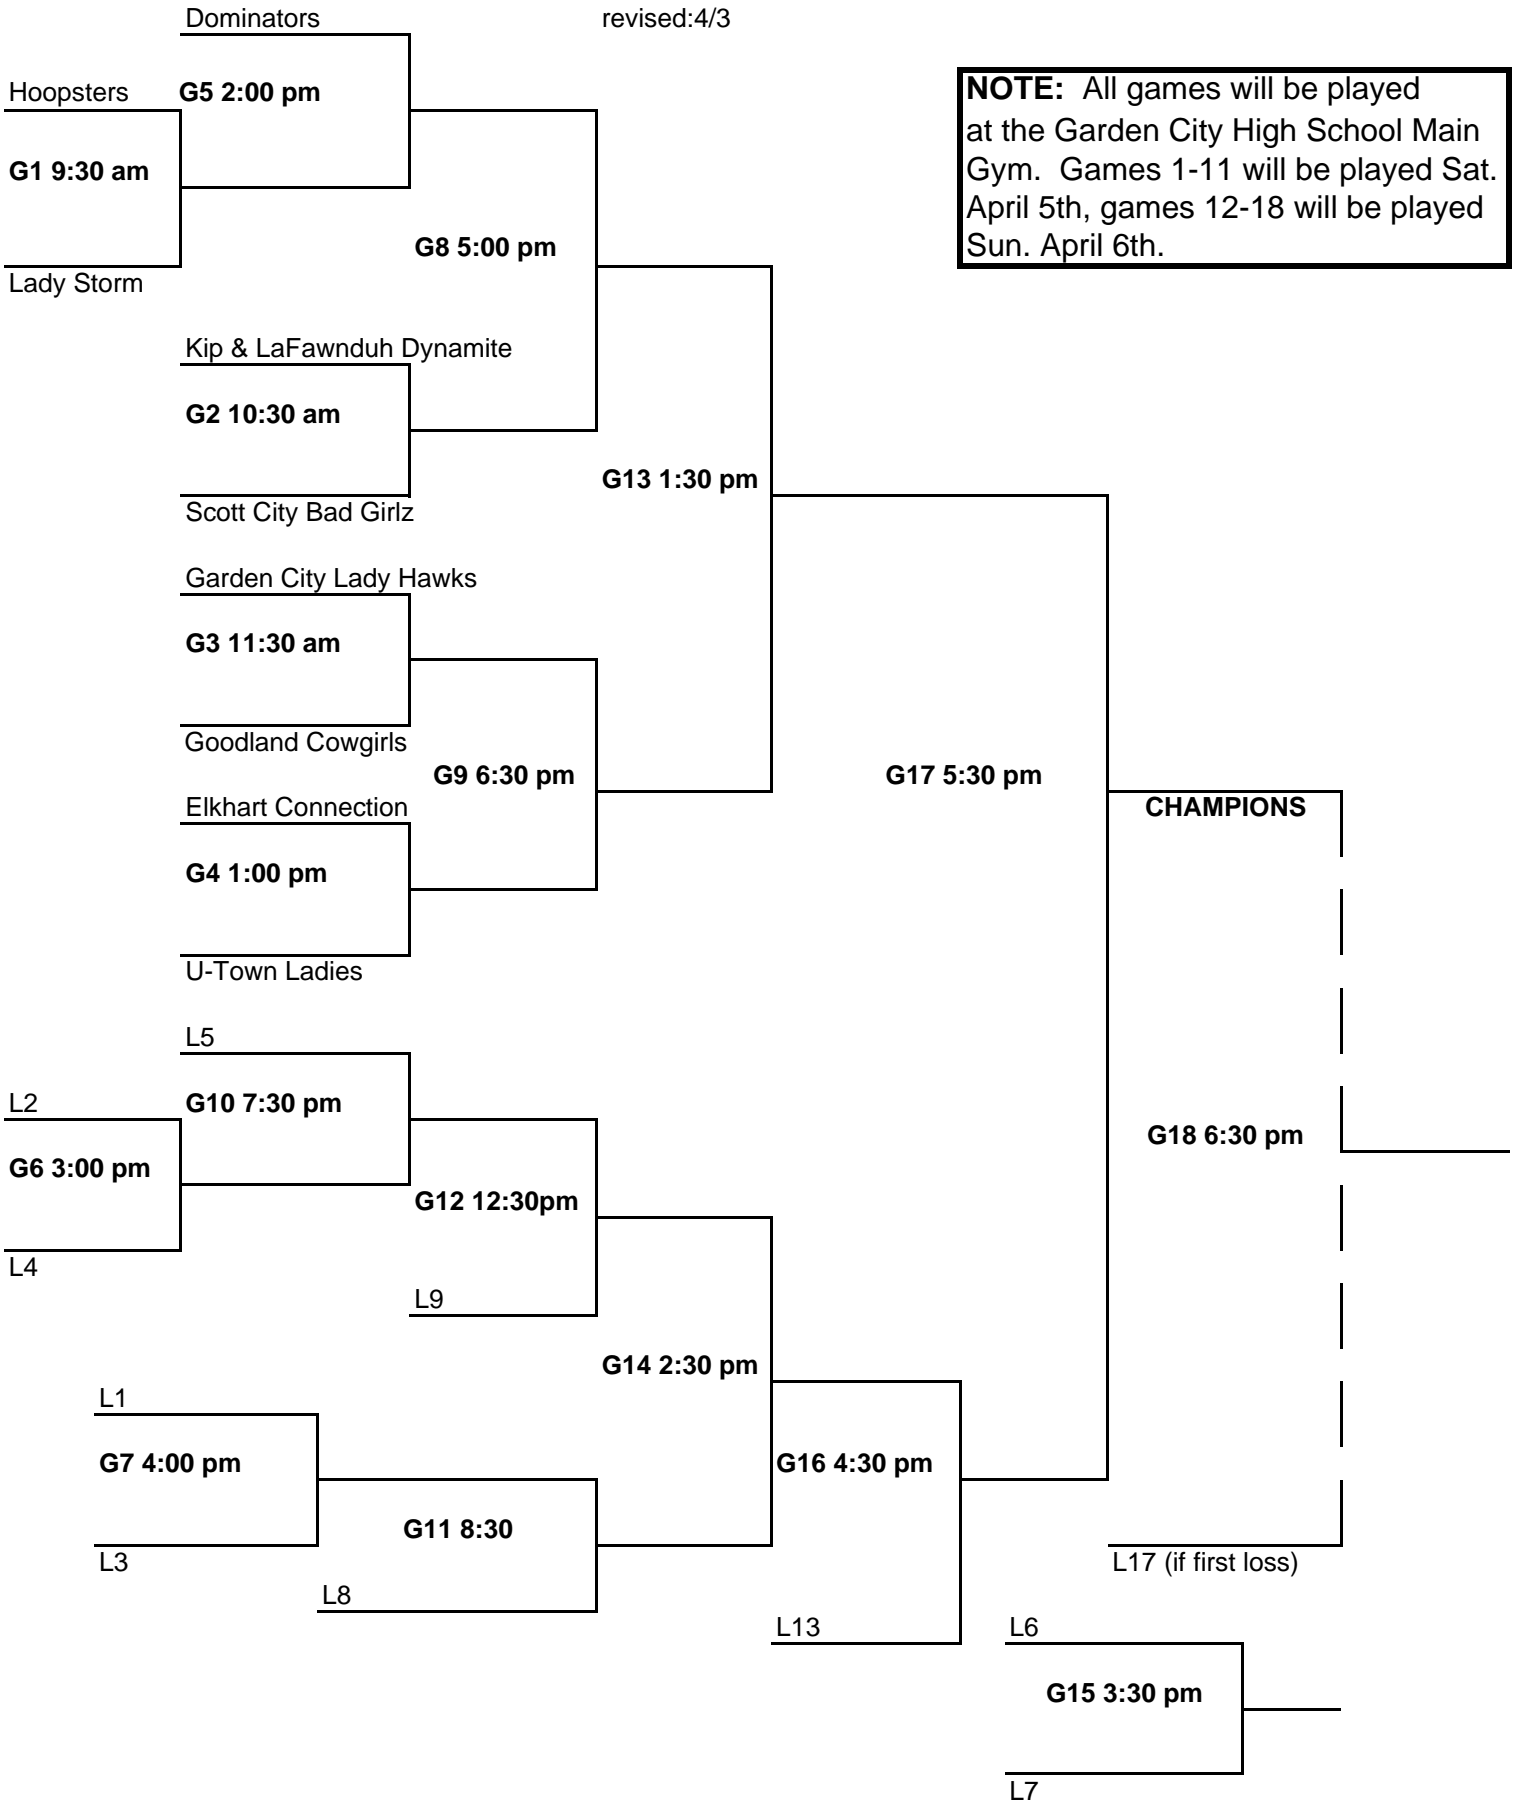 Dominators
revised:4/3
Hoopsters
G5 2:00 pm
NOTE:  All games will be played
at the Garden City High School Main
Gym.  Games 1-11 will be played Sat.
April 5th, games 12-18 will be played
Sun. April 6th.
G1 9:30 am
G8 5:00 pm
Lady Storm
Kip & LaFawnduh Dynamite
G2 10:30 am
G13 1:30 pm
Scott City Bad Girlz
Garden City Lady Hawks
G3 11:30 am
Goodland Cowgirls
G9 6:30 pm
G17 5:30 pm
Elkhart Connection
CHAMPIONS
G4 1:00 pm
U-Town Ladies
L5
L2
G10 7:30 pm
G18 6:30 pm
G6 3:00 pm
G12 12:30pm
L4
L9
G14 2:30 pm
L1
G7 4:00 pm
G16 4:30 pm
G11 8:30
L3
L17 (if first loss)
L8
L13
L6
G15 3:30 pm
L7